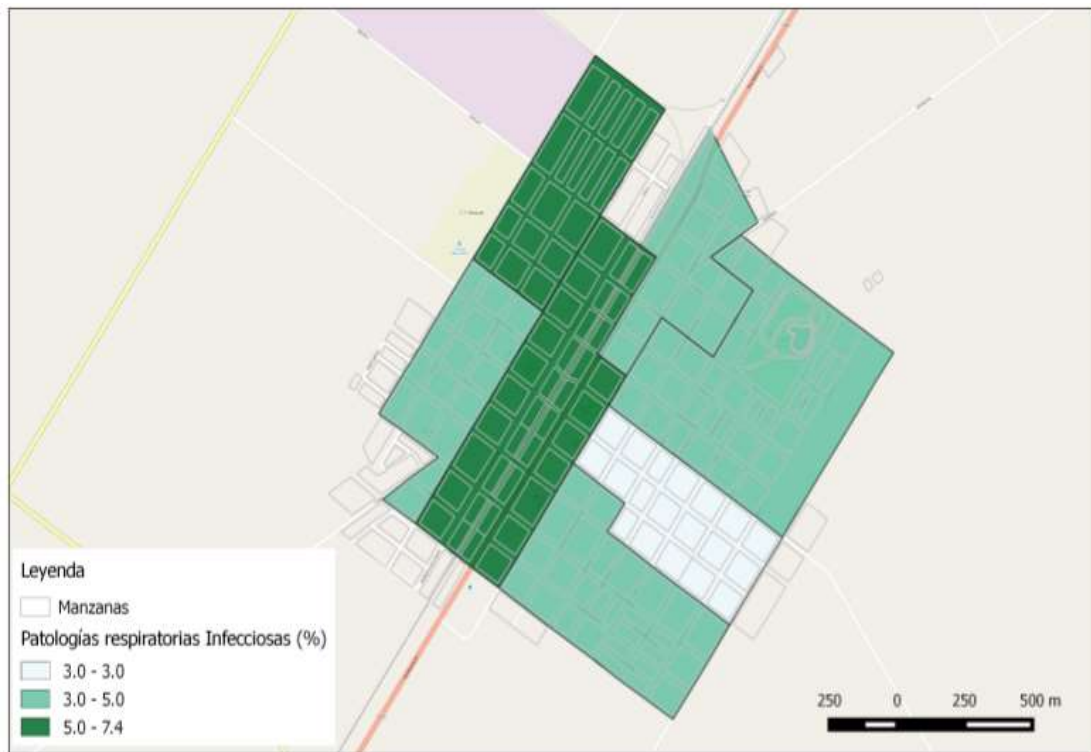 Leyenda
Manzanas
Patologías respiratorias Infecciosas (%)
3.0 - 3.0
3.0 - 5.0
5.0 - 7.4
250 0 250 500 m